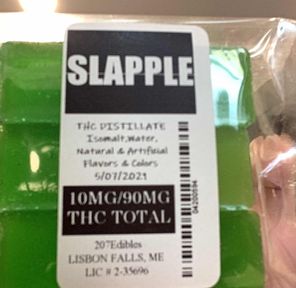 SLAPPLE
THC DISTILLATE
Isomalt,Water,
Natural & Artificial
Flavors & Colors
5/07/2021
10MG/90MG
THC TOTAL
207Edibles
LISBON FALLS, ME
LIC # 2-35696